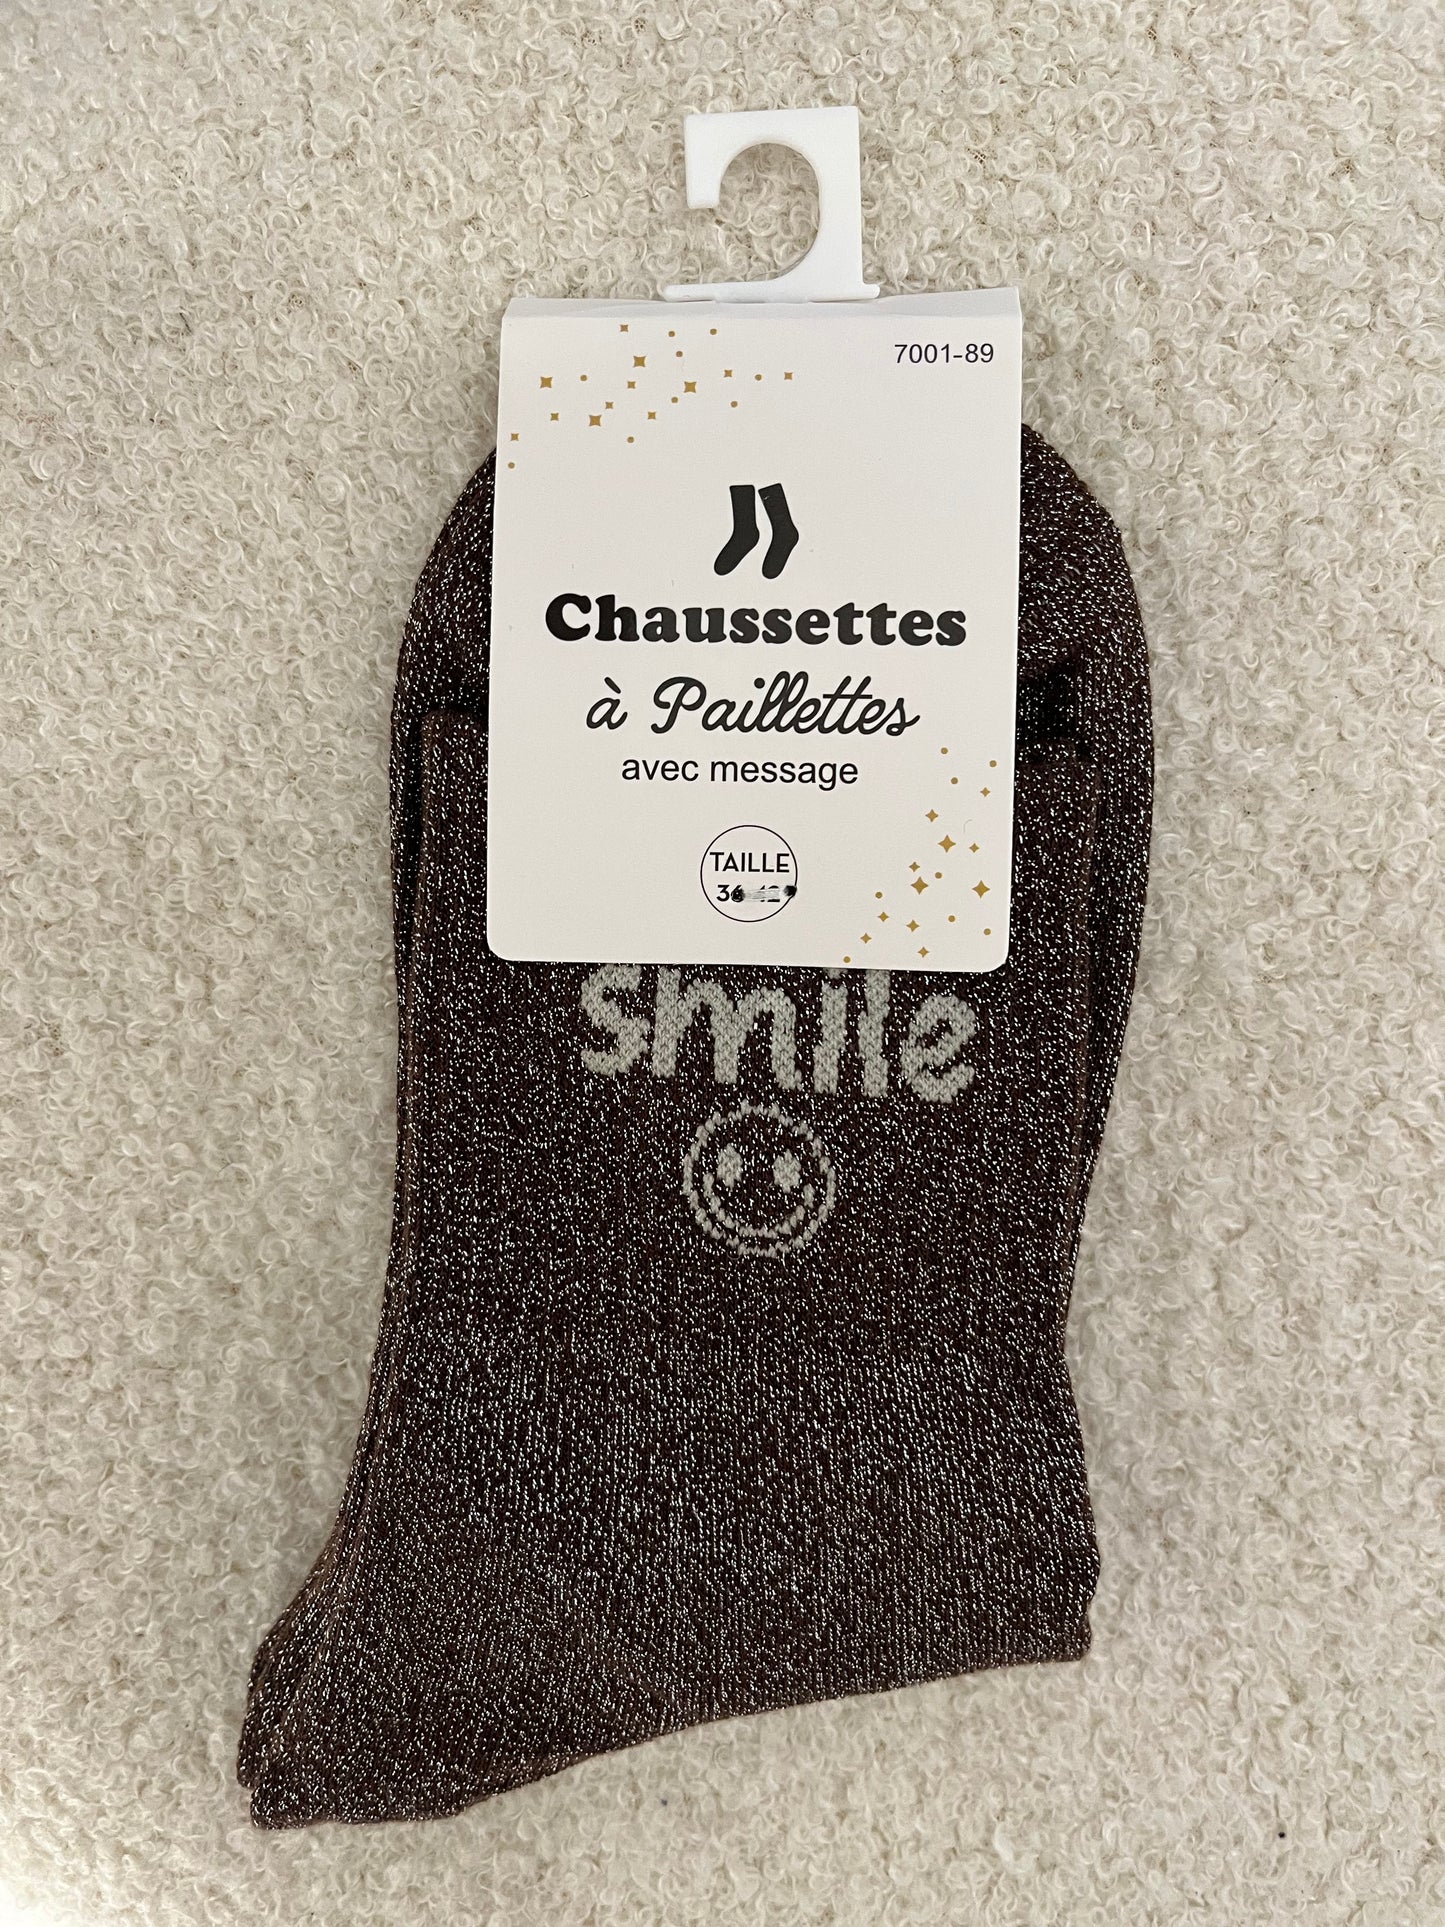 7001-89
Chaussettes
à Paillettes
avec message
TAILLE
smile